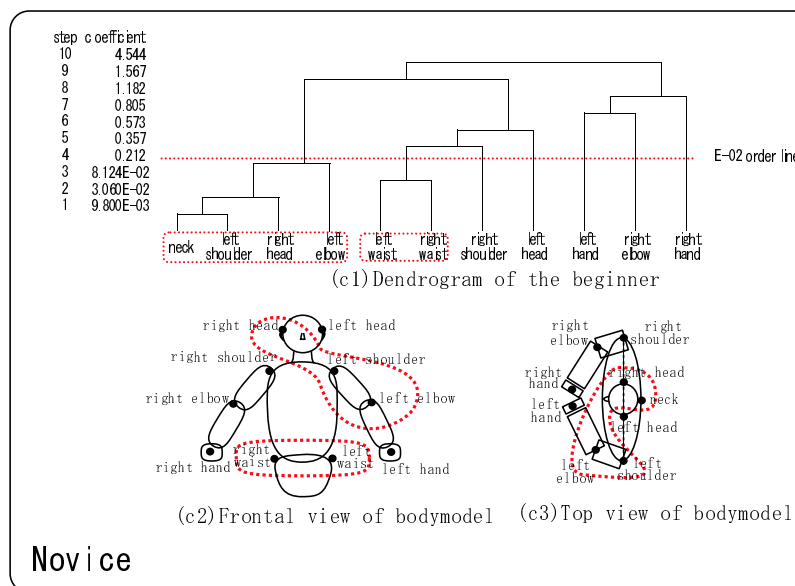 step coefficient
10 4.544
9 1.567
8 1.182
7 0.805
6 0.573
5 0.357
4 0.212
3 8.124E-02
2 3.060E-02
1 9.800E-03
E-02 order line
neck
left shoulder
right head
left elbow
left waist
right waist
right shoulder
left head
left hand
right elbow
right hand
(c1)Dendrogram of the beginner
right head
left head
right shoulder
left shoulder
right elbow
left elbow
right waist
left waist
right hand
left hand
(c2)Frontal view of bodymodel
right elbow
right shoulder
right hand
right head
neck
left hand
left head
left elbow
left shoulder
(c3)Top view of bodymodel
Novice